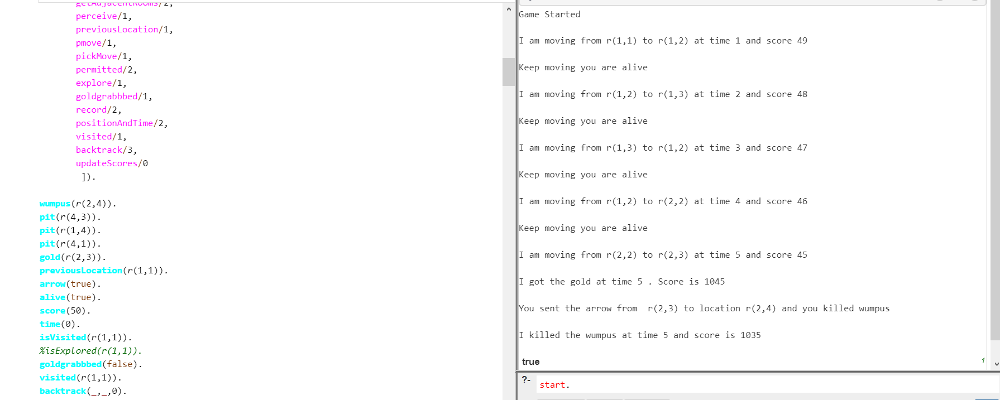 getAdjacentRooms/2,
perceive/1,
previousLocation/1,
pmove/1,
pickMove/1,
permitted/2,
explore/1,
goldgrabbbed/1,
record/2,
positionAndTime/2,
visited/1,
backtrack/3,
updateScores/0
]).
wumpus(r(2,4)).
pit(r(4,3)).
pit(r(1,4)).
pit(r(4,1)).
gold(r(2,3)).
previousLocation(r(1,1)).
arrow(true).
alive(true).
score(50).
time(0).
isVisited(r(1,1)).
%isExplored(r(1,1)).
goldgrabbbed(false).
visited(r(1,1)).
backtrack(_,_,0).
Game Started
I am moving from r(1,1) to r(1,2) at time 1 and score 49
Keep moving you are alive
I am moving from r(1,2) to r(1,3) at time 2 and score 48
Keep moving you are alive
I am moving from r(1,3) to r(1,2) at time 3 and score 47
Keep moving you are alive
I am moving from r(1,2) to r(2,2) at time 4 and score 46
Keep moving you are alive
I am moving from r(2,2) to r(2,3) at time 5 and score 45
I got the gold at time 5 . Score is 1045
You sent the arrow from  r(2,3) to location r(2,4) and you killed wumpus
I killed the wumpus at time 5 and score is 1035
true 1
?- start.